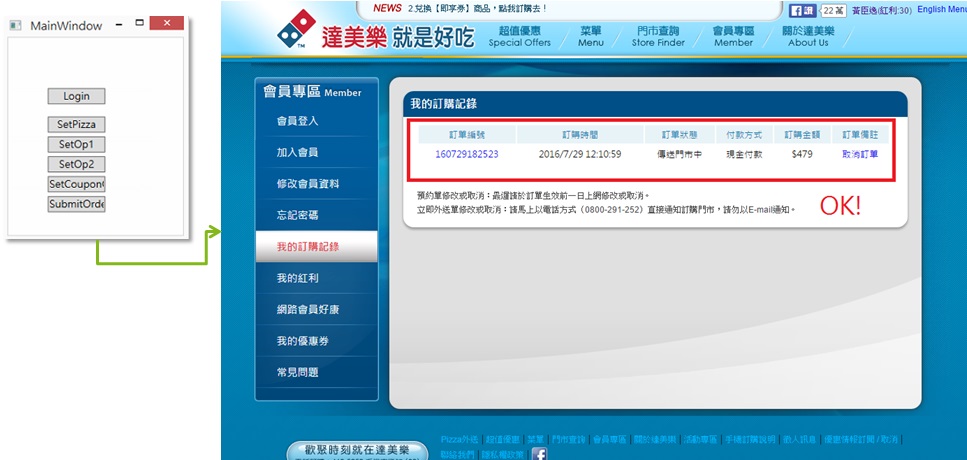 MainWindow
Login
SetPizza
SetOp1
SetOp2
SetCoupon
SubmitOrde
NEWS 2.兌換【即享券】商品，點我訂購去！
讚 22 萬 黃臣逸(紅利:30) English Menu
達美樂 就是好吃
超值優惠 菜單 門市查詢 會員專區 關於達美樂
Special Offers Menu Store Finder Member About Us
會員專區 Member
會員登入
加入會員
修改會員資料
忘記密碼
我的訂購記錄
我的紅利
網路會員好康
我的優惠券
常見問題
我的訂購記錄
訂單編號 訂購時間 訂單狀態 付款方式 訂購金額 訂單備註
160729182523 2016/7/29 12:10:59 傳送門市中 現金付款 $479 取消訂單
預約單修改或取消：最遲請於訂單生效前一日上網修改或取消。
立即外送單修改或取消：請馬上以電話方式（0800-291-252）直接通知訂購門市，請勿以E-mail通知。
OK!
歡聚時刻就在達美樂
Pizza外送 | 超值優惠 | 菜單 | 門市查詢 | 會員專區 | 關於達美樂 | 活動專區 | 手機訂購說明 | 徵人訊息 | 優惠情報訂閱 / 取消 |
聯絡我們 | 隱私權政策 |